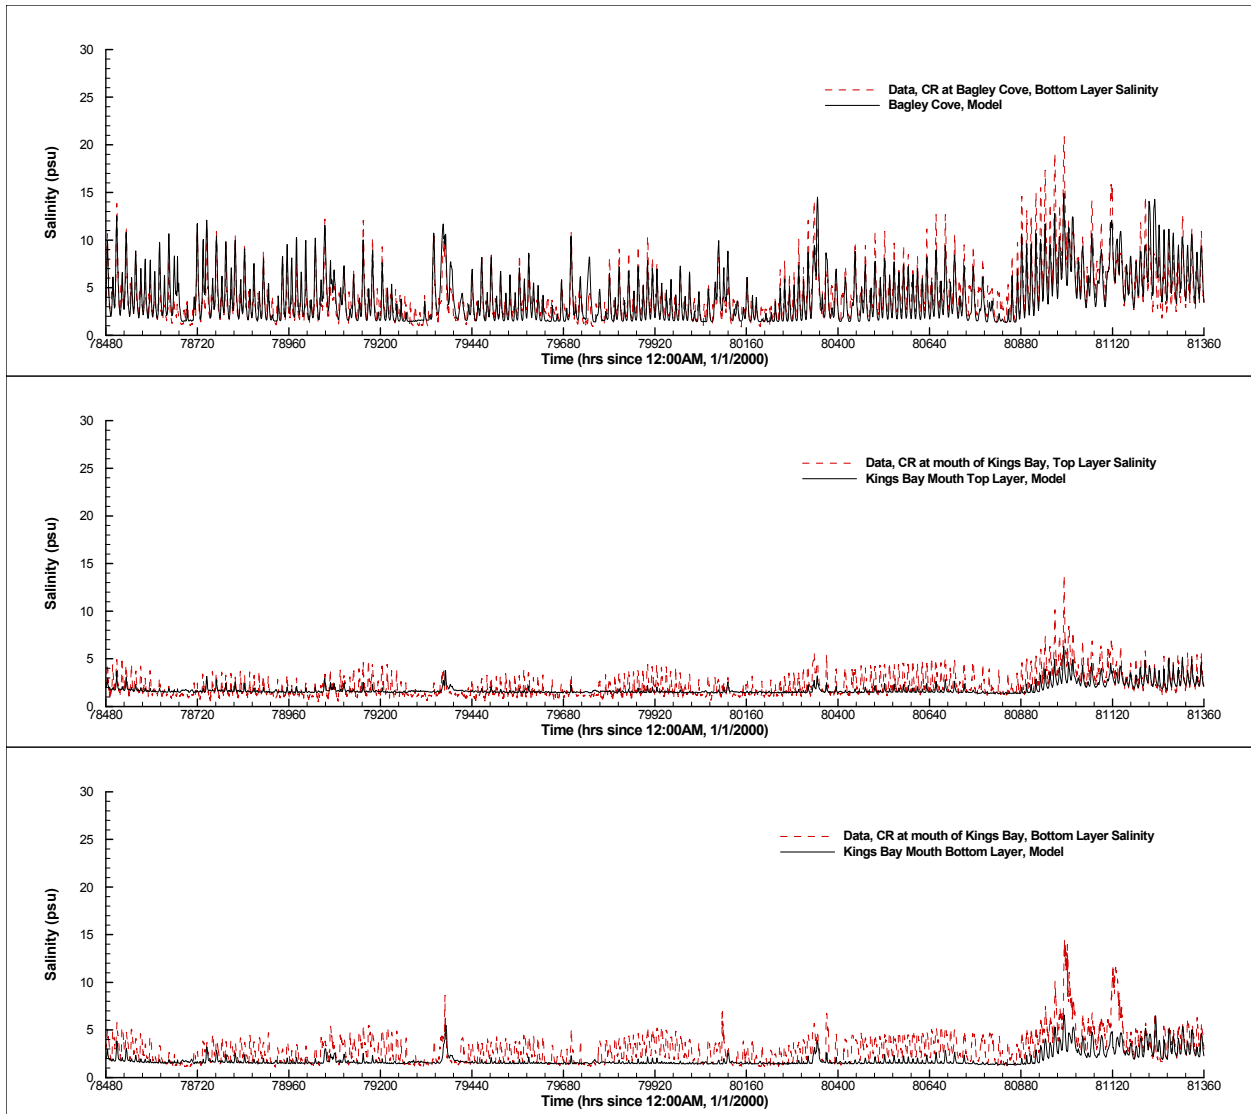 30
25
20
15
10
5
0
Salinity (psu)
Data, CR at Bagley Cove, Bottom Layer Salinity
Bagley Cove, Model
78480 78720 78960 79200 79440 79680 79920 80160 80400 80640 80880 81120 81360
Time (hrs since 12:00AM, 1/1/2000)
30
25
20
15
10
5
0
Salinity (psu)
Data, CR at mouth of Kings Bay, Top Layer Salinity
Kings Bay Mouth Top Layer, Model
78480 78720 78960 79200 79440 79680 79920 80160 80400 80640 80880 81120 81360
Time (hrs since 12:00AM, 1/1/2000)
30
25
20
15
10
5
0
Salinity (psu)
Data, CR at mouth of Kings Bay, Bottom Layer Salinity
Kings Bay Mouth Bottom Layer, Model
78480 78720 78960 79200 79440 79680 79920 80160 80400 80640 80880 81120 81360
Time (hrs since 12:00AM, 1/1/2000)